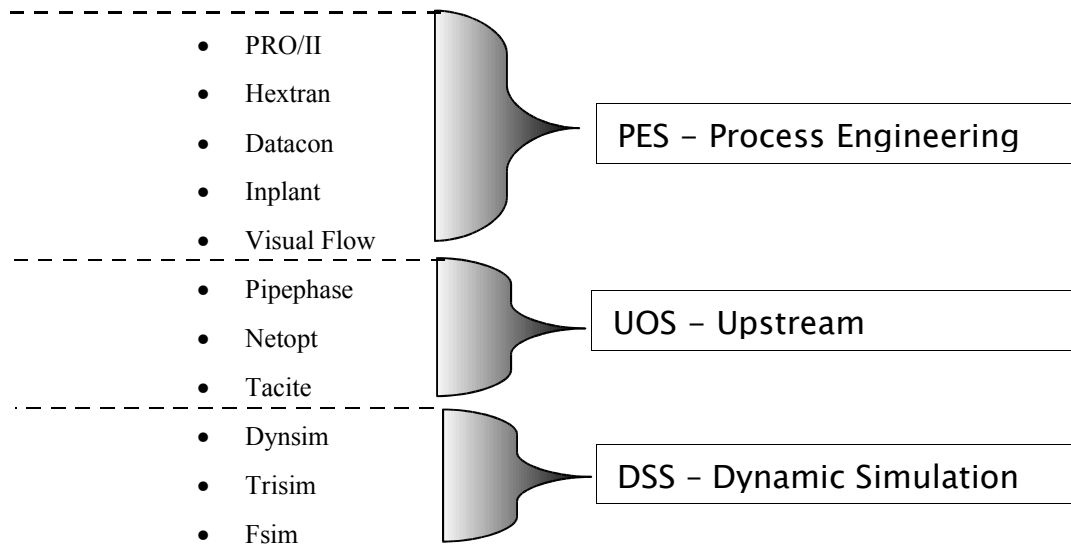 • PRO/II
• Hextran
• Datacon
• Inplant
• Visual Flow
PES – Process Engineering
• Pipephase
• Netopt
• Tacite
UOS – Upstream
• Dynsim
• Trisim
• Fsim
DSS – Dynamic Simulation